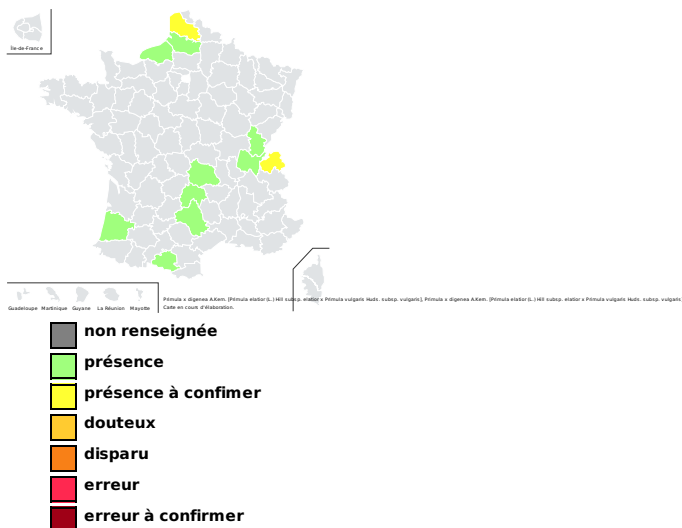 Île-de-France
Guadeloupe Martinique Guyane La Réunion Mayotte
Primula x digenea A.Kern. [Primula elatior (L.) Hill subsp. elatior x Primula vulgaris Huds. subsp. vulgaris], Primula x digenea A.Kern. [Primula elatior (L.) Hill subsp. elatior x Primula vulgaris Huds. subsp. vulgaris
Carte en cours d'élaboration.
non renseignée
présence
présence à confimer
douteux
disparu
erreur
erreur à confirmer